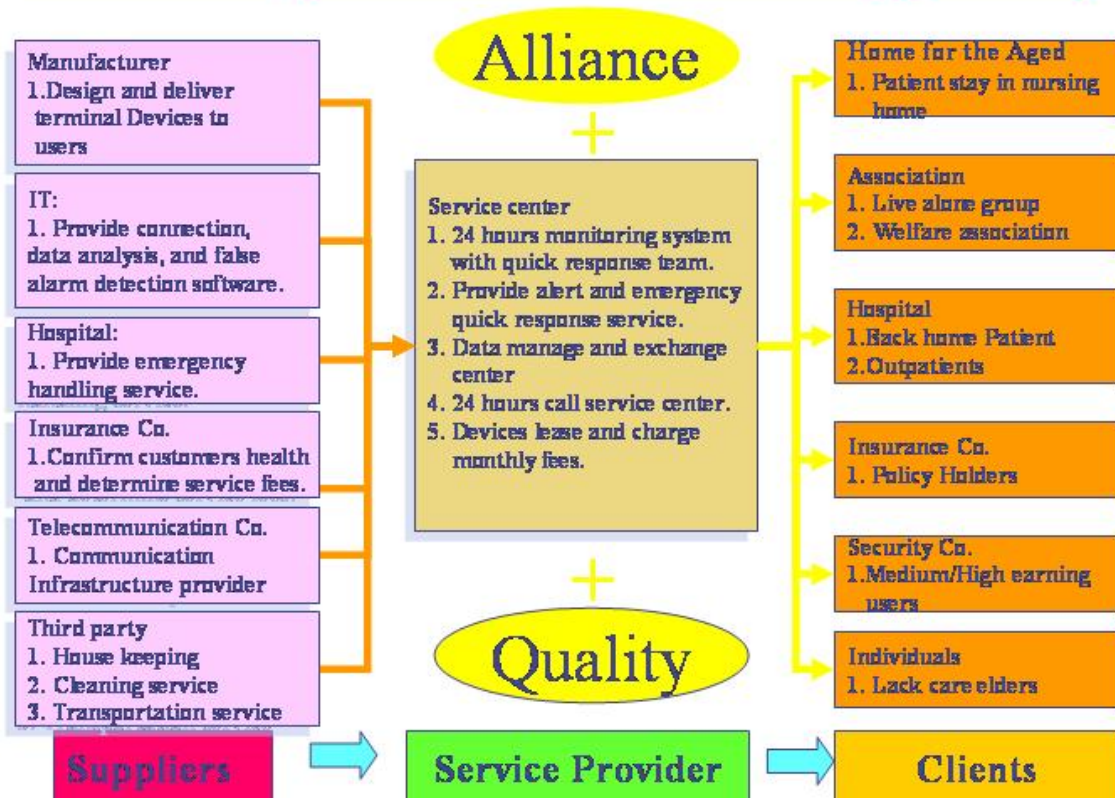 Manufacturer
1.Design and deliver
terminal Devices to
users
IT:
1. Provide connection,
data analysis, and false
alarm detection software.
Hospital:
1. Provide emergency
handling service.
Insurance Co.
1.Confirm customers health
and determine service fees.
Telecommunication Co.
1. Communication
Infrastructure provider
Third party
1. House keeping
2. Cleaning service
3. Transportation service
Suppliers
Alliance
+
Service center
1. 24 hours monitoring system
with quick response team.
2. Provide alert and emergency
quick response service.
3. Data manage and exchange
center
4. 24 hours call service center.
5. Devices lease and charge
monthly fees.
+
Quality
Service Provider
Home for the Aged
1. Patient stay in nursing
home
Association
1. Live alone group
2. Welfare association
Hospital
1.Back home Patient
2.Outpatients
Insurance Co.
1. Policy Holders
Security Co.
1.Medium/High earning
users
Individuals
1. Lack care elders
Clients